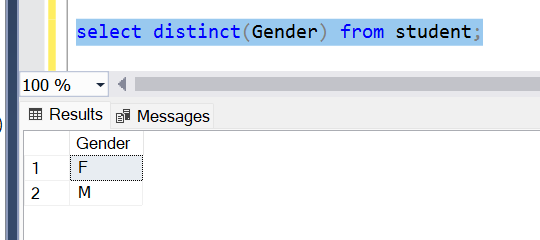 select distinct(Gender) from student;
100 %
Results Messages
Gender
1 F
2 M